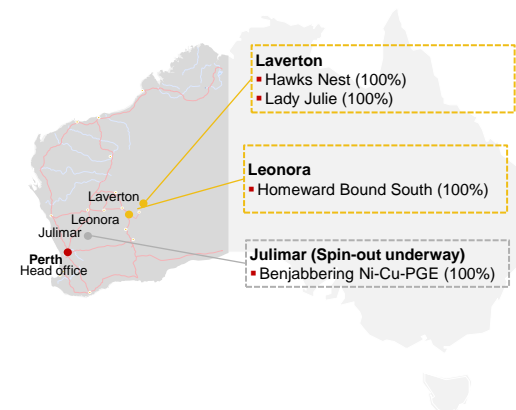 Laverton
Hawks Nest (100%)
Lady Julie (100%)
Leonora
Homeward Bound South (100%)
Julimar (Spin-out underway)
Benjabbering Ni-Cu-PGE (100%)
Laverton
Leonora
Julimar
Perth
Head office